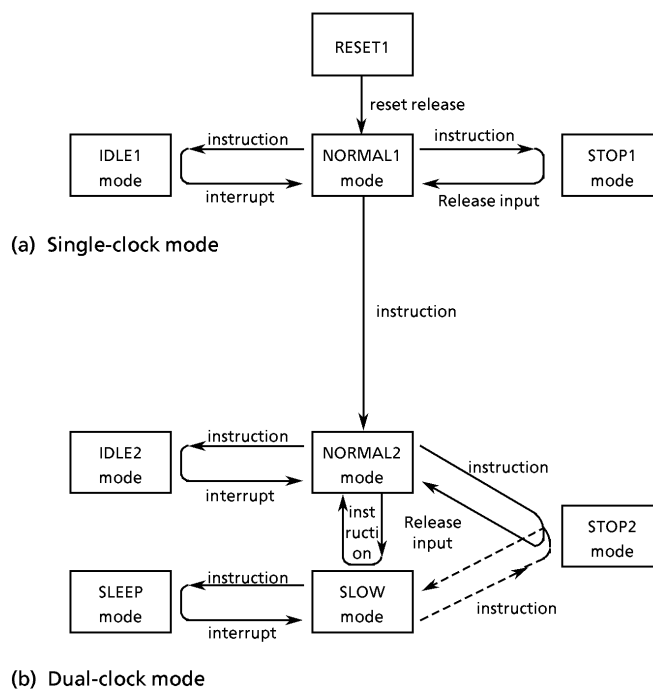 RESET1
reset release
IDLE1
mode
instruction
interrupt
NORMAL1
mode
instruction
Release input
STOP1
mode
(a) Single-clock mode
instruction
IDLE2
mode
instruction
interrupt
NORMAL2
mode
instruction
inst
ructi
on
Release
input
STOP2
mode
SLEEP
mode
instruction
interrupt
SLOW
mode
instruction
(b) Dual-clock mode